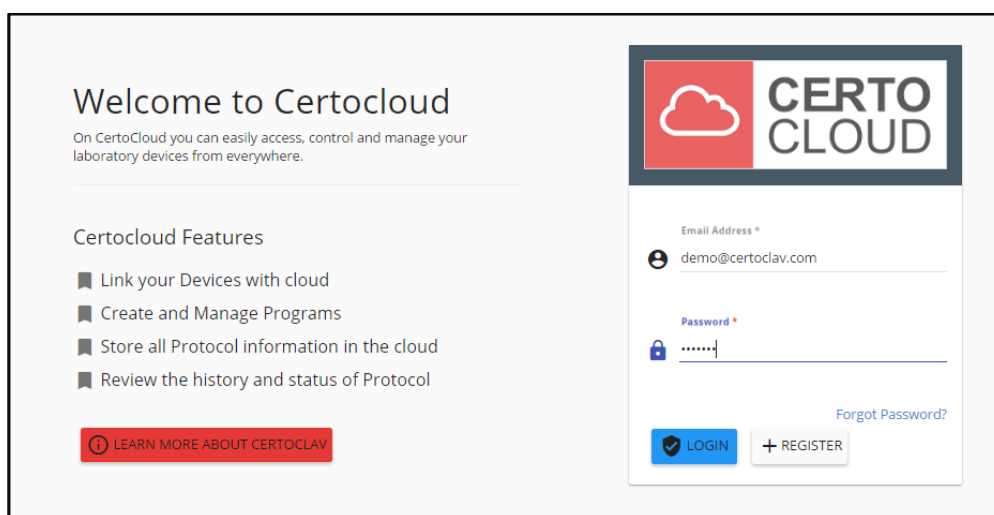 Welcome to Certocloud
On CertoCloud you can easily access, control and manage your
laboratory devices from everywhere.
Certocloud Features
Link your Devices with cloud
Create and Manage Programs
Store all Protocol information in the cloud
Review the history and status of Protocol
LEARN MORE ABOUT CERTOCLAV
CERTO
CLOUD
Email Address *
demo@certoclav.com
Password *
•••••••
Forgot Password?
LOGIN
REGISTER